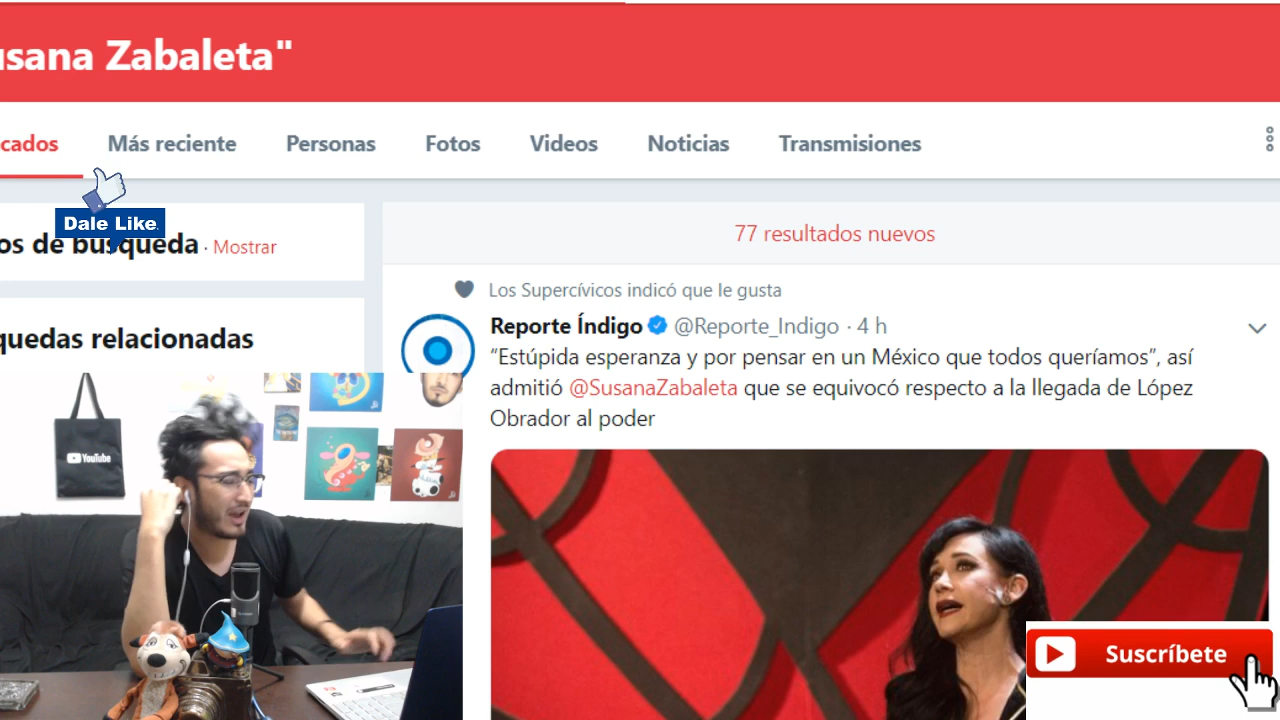 usana Zabaleta"
cados Más reciente Personas Fotos Videos Noticias Transmisiones
Dale Like
os de búsqueda · Mostrar
77 resultados nuevos
Los Supercívicos indicó que le gusta
quedas relacionadas
Reporte Índigo @Reporte_Indigo · 4 h
“Estúpida esperanza y por pensar en un México que todos queríamos”, así
admitió @SusanaZabaleta que se equivocó respecto a la llegada de López
Obrador al poder
YouTube
Suscríbete